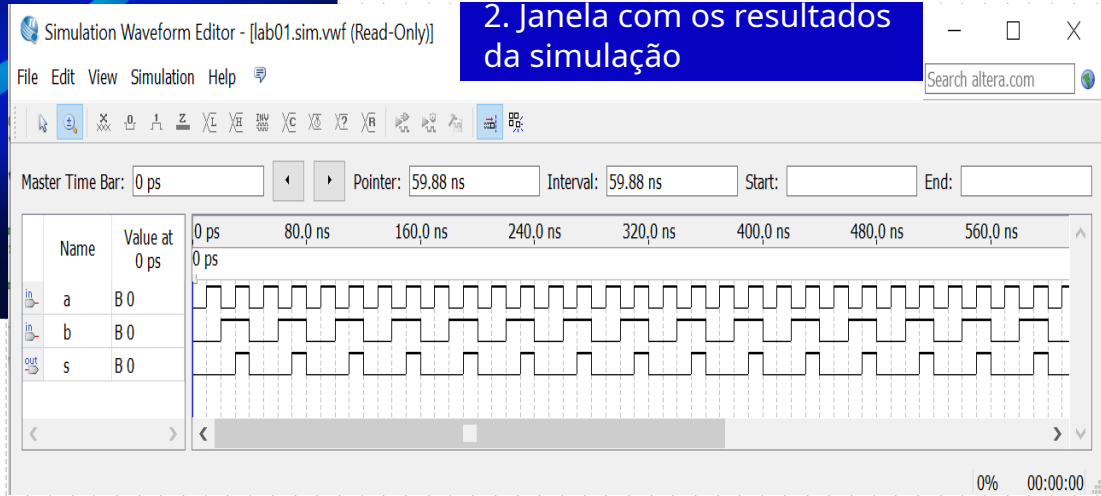 2. Janela com os resultados
da simulação
Simulation Waveform Editor - [lab01.sim.vwf (Read-Only)]
File Edit View Simulation Help
Search altera.com
Master Time Bar: 0 ps Pointer: 59.88 ns Interval: 59.88 ns Start: End:
Name Value at
0 ps
0 ps 80.0 ns 160.0 ns 240.0 ns 320.0 ns 400.0 ns 480.0 ns 560.0 ns
0 ps
in a B 0
in b B 0
out s B 0
0% 00:00:00